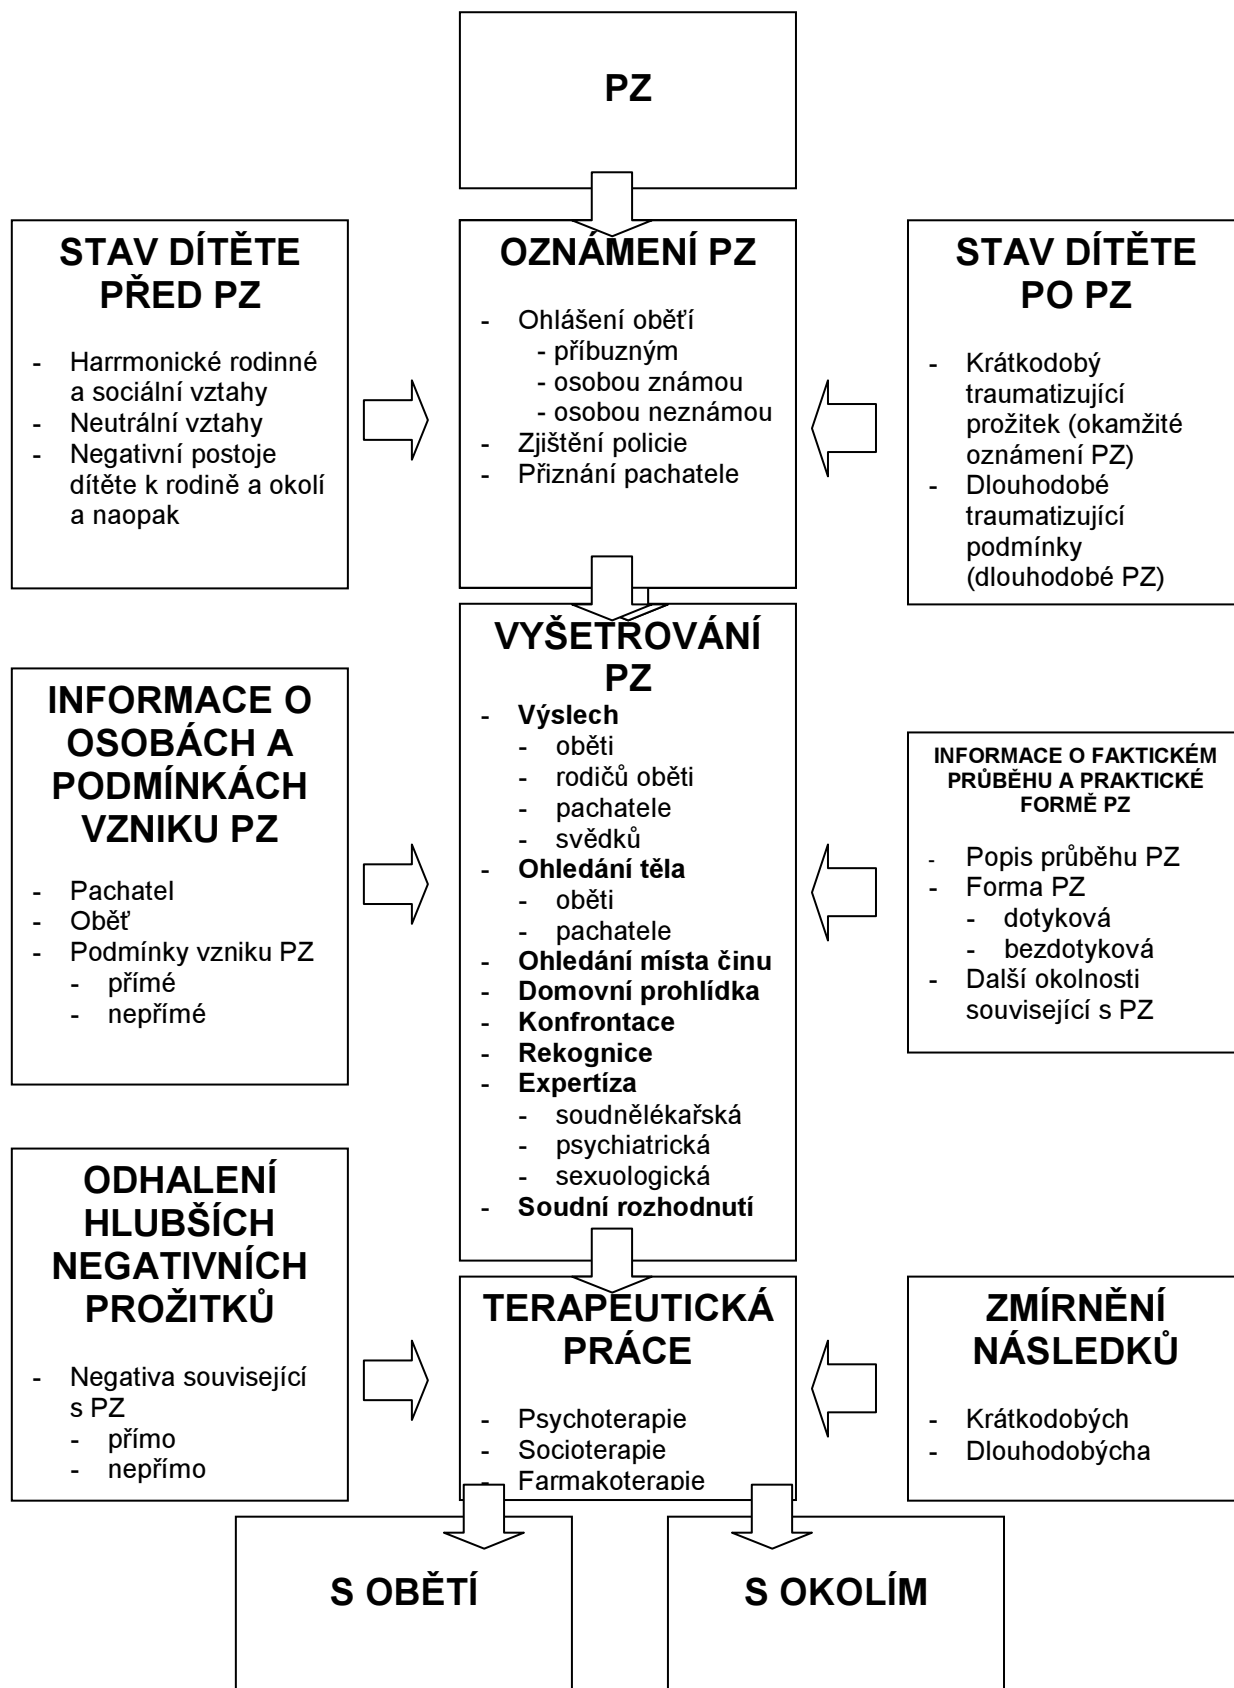 PZ
STAV DÍTĚTE
PŘED PZ
- Harrmonické rodinné
a sociální vztahy
- Neutrální vztahy
- Negativní postoje
dítěte k rodině a okolí
a naopak
OZNÁMENÍ PZ
- Ohlášení obětí
- příbuzným
- osobou známou
- osobou neznámou
- Zjištění policie
- Přiznání pachatele
STAV DÍTĚTE
PO PZ
- Krátkodobý
traumatizující
prožitek (okamžité
oznámení PZ)
- Dlouhodobé
traumatizující
podmínky
(dlouhodobé PZ)
INFORMACE O
OSOBÁCH A
PODMÍNKÁCH
VZNIKU PZ
- Pachatel
- Oběť
- Podmínky vzniku PZ
- přímé
- nepřímé
VYŠETŘOVÁNÍ
PZ
- Výslech
- oběti
- rodičů oběti
- pachatele
- svědků
- Ohledání těla
- oběti
- pachatele
- Ohledání místa činu
- Domovní prohlídka
- Konfrontace
- Rekognice
- Expertíza
- soudnělékařská
- psychiatrická
- sexuologická
- Soudní rozhodnutí
INFORMACE O FAKTICKÉM
PRŮBĚHU A PRAKTICKÉ
FORMĚ PZ
- Popis průběhu PZ
- Forma PZ
- dotyková
- bezdotyková
- Další okolnosti
související s PZ
ODHALENÍ
HLUBŠÍCH
NEGATIVNÍCH
PROŽITKŮ
- Negativa související
s PZ
- přímo
- nepřímo
TERAPEUTICKÁ
PRÁCE
- Psychoterapie
- Socioterapie
- Farmakoterapie
ZMÍRNĚNÍ
NÁSLEDKŮ
- Krátkodobých
- Dlouhodobýcha
S OBĚTÍ
S OKOLÍM